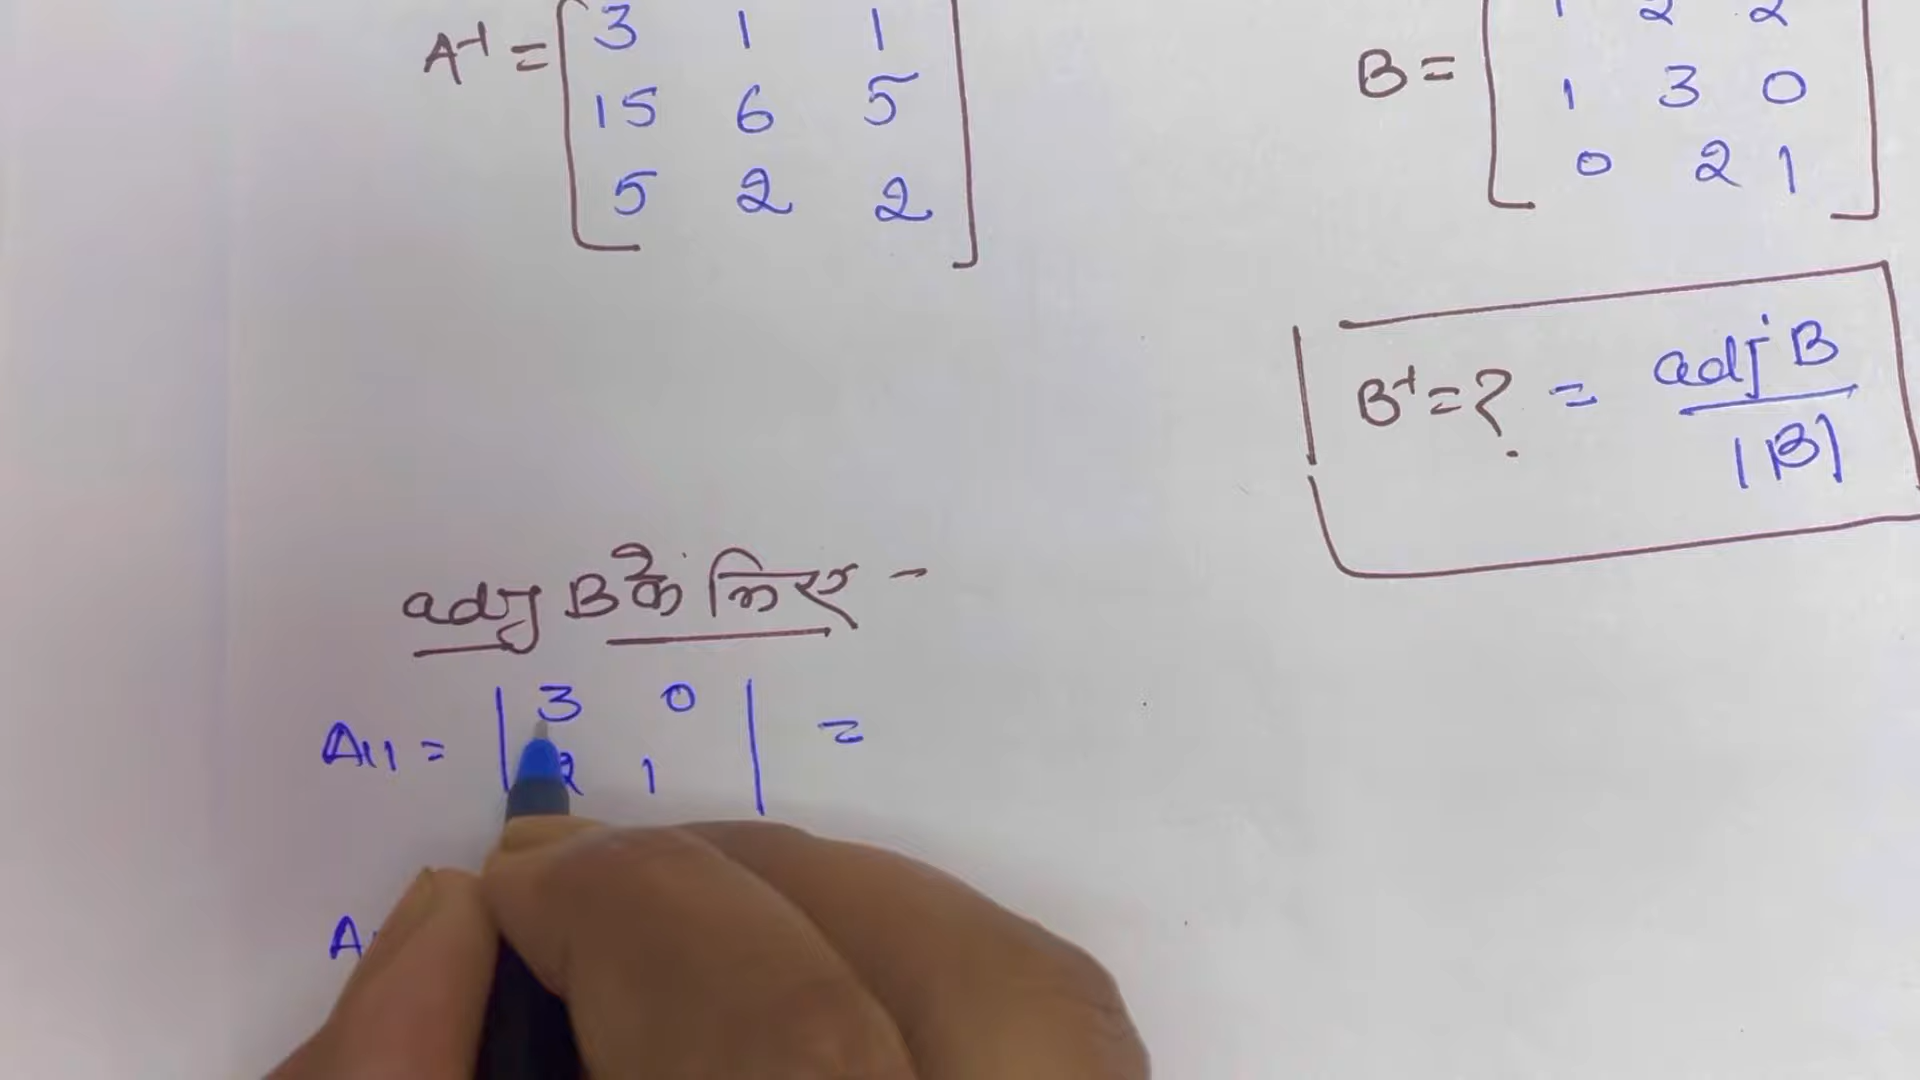 A⁻¹ = [ 3 1 1
15 6 5
5 2 2 ]
B = [ 1 2 2
1 3 0
0 2 1 ]
B⁻¹ = ? = adj B / |B|
adj B के लिए -
A11 = | 3 0
2 1 | =
A